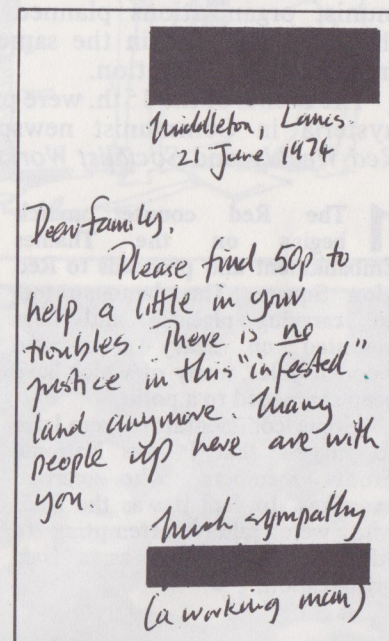 Middleton, Lancs.
21 June 1974
Dear Family,
Please find 50p to
help a little in your
troubles. There is no
justice in this "infested"
land anymore. Many
people up here are with
you.
Much sympathy
(a working man)